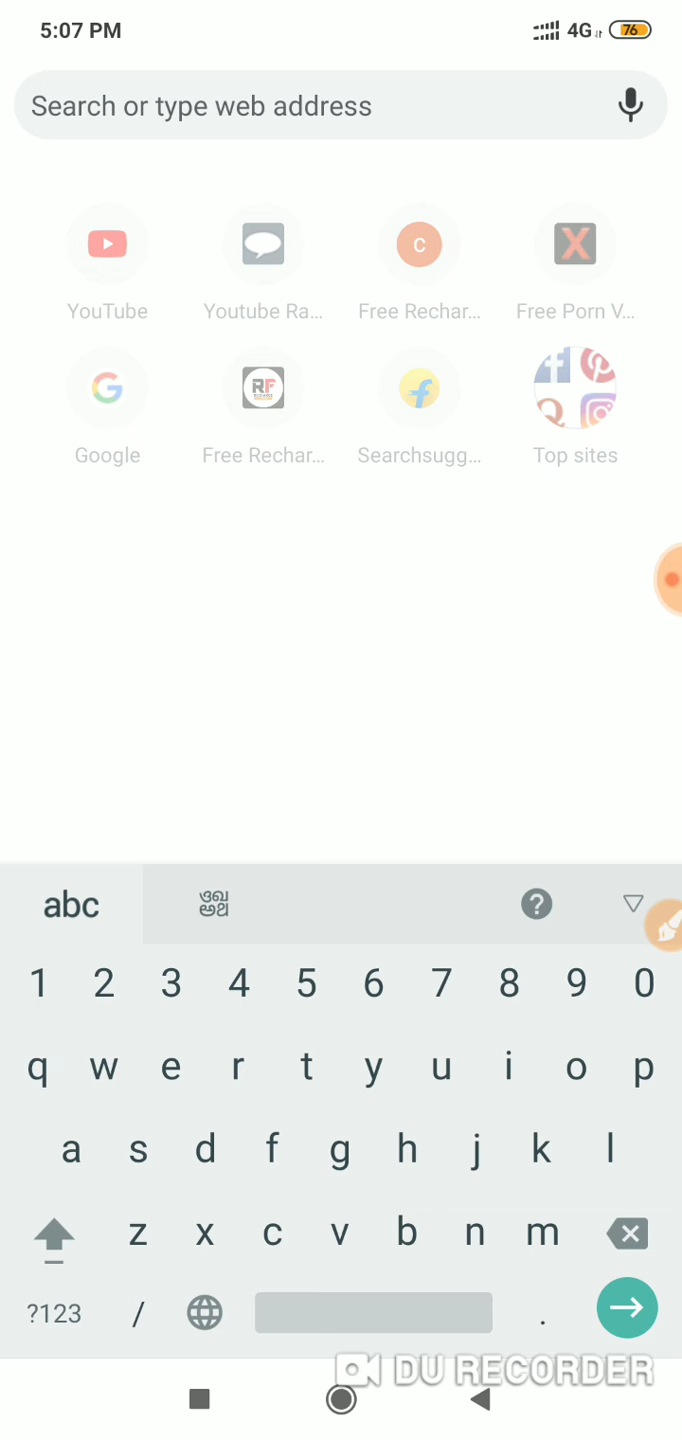 5:07 PM 4G 76
Search or type web address
YouTube Youtube Ra... Free Rechar... Free Porn V...
Google Free Rechar... Searchsugg... Top sites
abc
1 2 3 4 5 6 7 8 9 0
q w e r t y u i o p
a s d f g h j k l
z x c v b n m
?123 / .
DU RECORDER